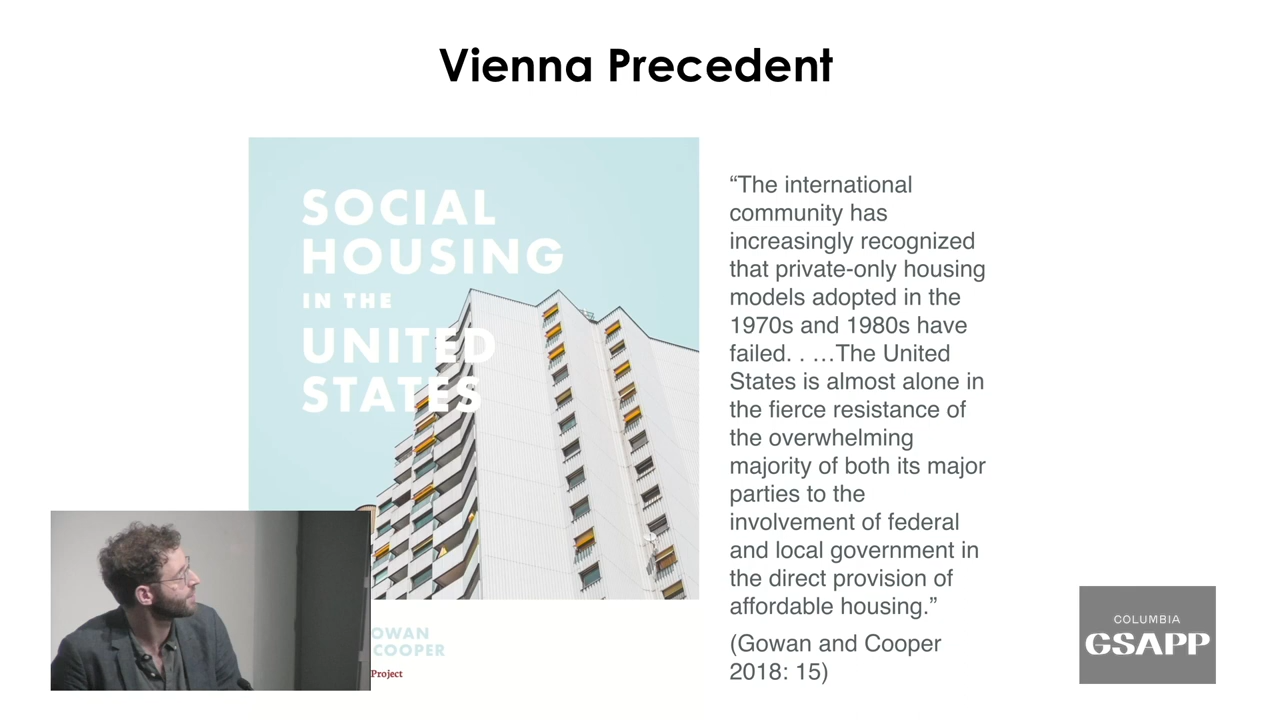 Vienna Precedent
SOCIAL
HOUSING
IN THE
UNITED
STATES
OWAN
COOPER
Project
“The international
community has
increasingly recognized
that private-only housing
models adopted in the
1970s and 1980s have
failed. . …The United
States is almost alone in
the fierce resistance of
the overwhelming
majority of both its major
parties to the
involvement of federal
and local government in
the direct provision of
affordable housing.”
(Gowan and Cooper
2018: 15)
COLUMBIA
GSAPP